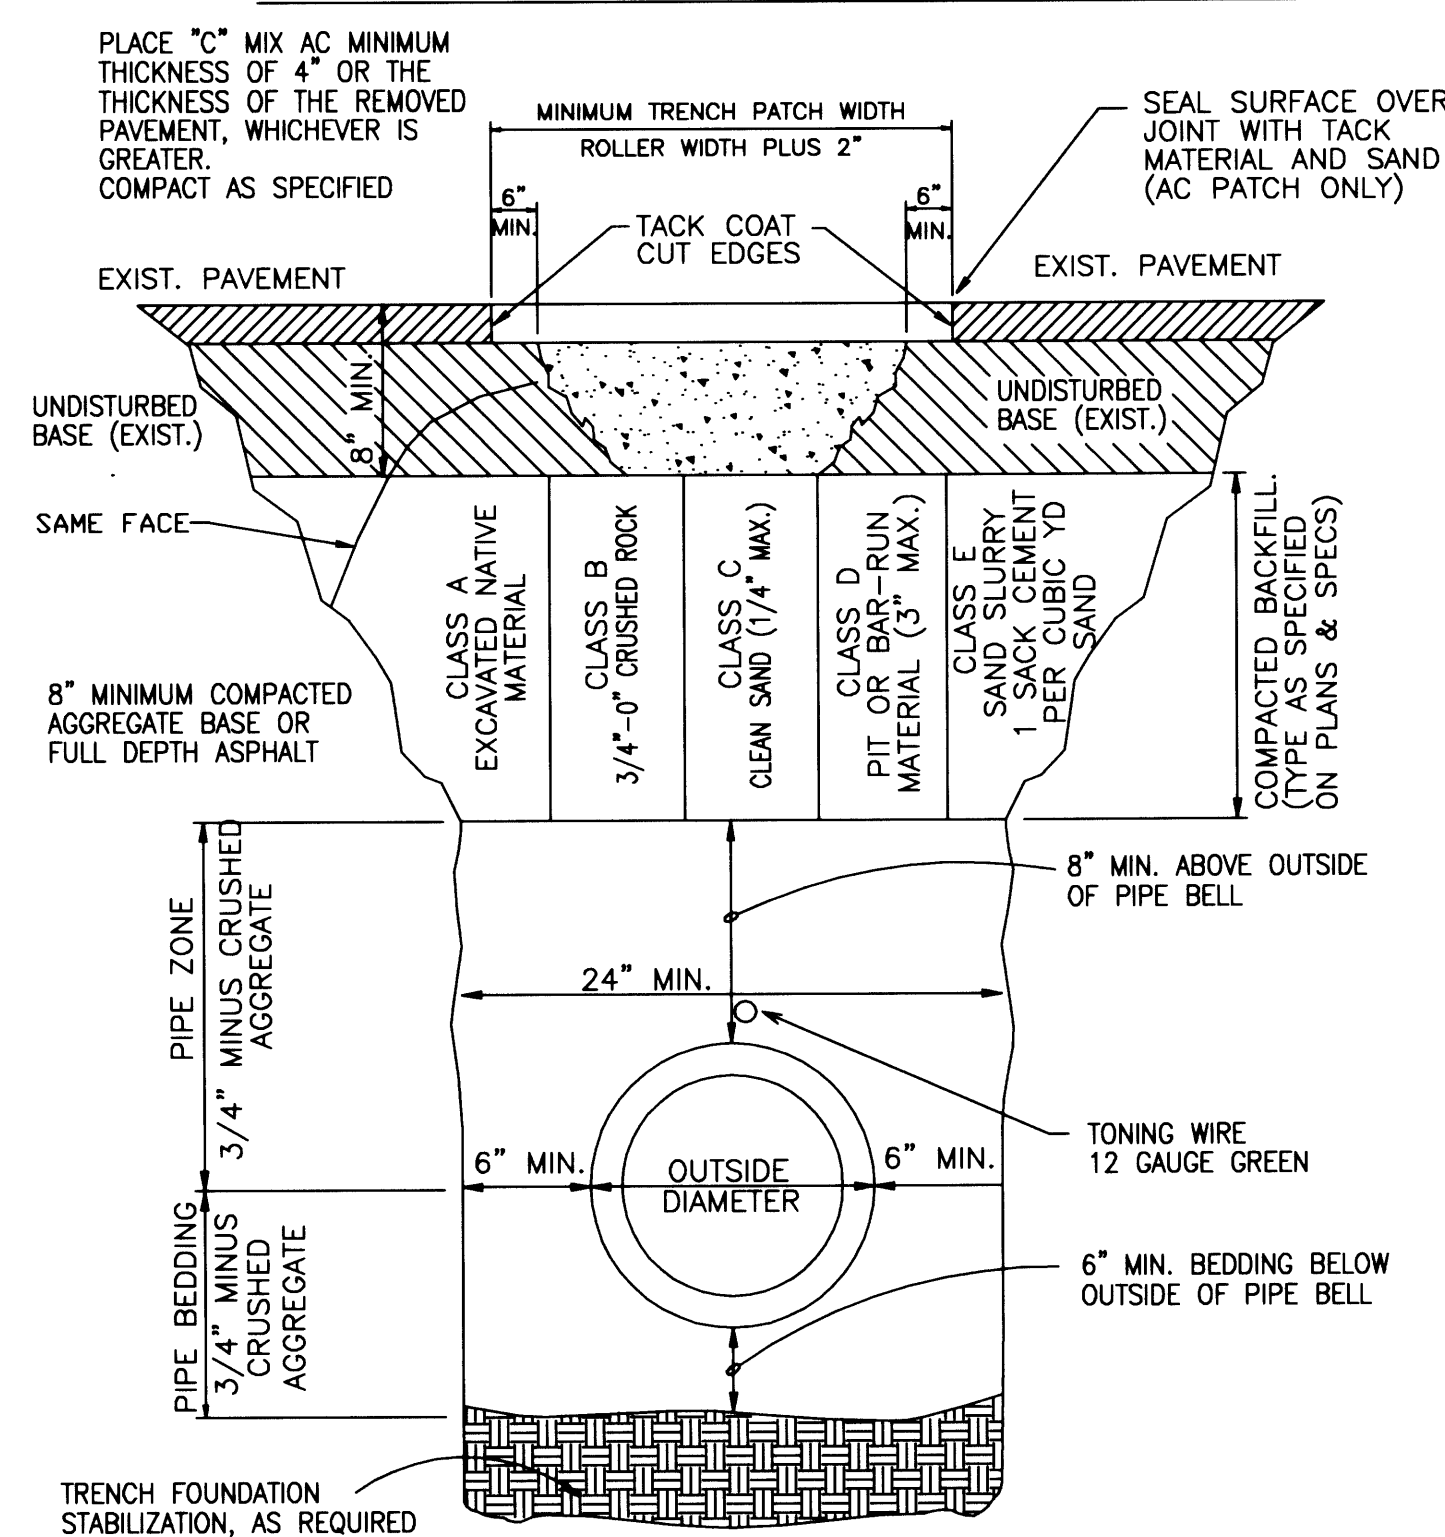 PLACE "C" MIX AC MINIMUM
THICKNESS OF 4" OR THE
THICKNESS OF THE REMOVED
PAVEMENT, WHICHEVER IS
GREATER.
COMPACT AS SPECIFIED
MINIMUM TRENCH PATCH WIDTH
ROLLER WIDTH PLUS 2"
SEAL SURFACE OVER
JOINT WITH TACK
MATERIAL AND SAND
(AC PATCH ONLY)
6"
MIN.
TACK COAT
CUT EDGES
6"
MIN.
EXIST. PAVEMENT
EXIST. PAVEMENT
8" MIN.
UNDISTURBED
BASE (EXIST.)
UNDISTURBED
BASE (EXIST.)
SAME FACE
CLASS A
EXCAVATED NATIVE
MATERIAL
CLASS B
3/4"-0" CRUSHED ROCK
CLASS C
CLEAN SAND (1/4" MAX.)
CLASS D
PIT OR BAR-RUN
MATERIAL (3" MAX.)
CLASS E
SAND SLURRY
1 SACK CEMENT
PER CUBIC YD
SAND
COMPACTED BACKFILL.
(TYPE AS SPECIFIED
ON PLANS & SPECS)
8" MINIMUM COMPACTED
AGGREGATE BASE OR
FULL DEPTH ASPHALT
PIPE ZONE
3/4" MINUS CRUSHED
AGGREGATE
8" MIN. ABOVE OUTSIDE
OF PIPE BELL
24" MIN.
TONING WIRE
12 GAUGE GREEN
6" MIN.
OUTSIDE
DIAMETER
6" MIN.
PIPE BEDDING
3/4" MINUS
CRUSHED
AGGREGATE
6" MIN. BEDDING BELOW
OUTSIDE OF PIPE BELL
TRENCH FOUNDATION
STABILIZATION, AS REQUIRED